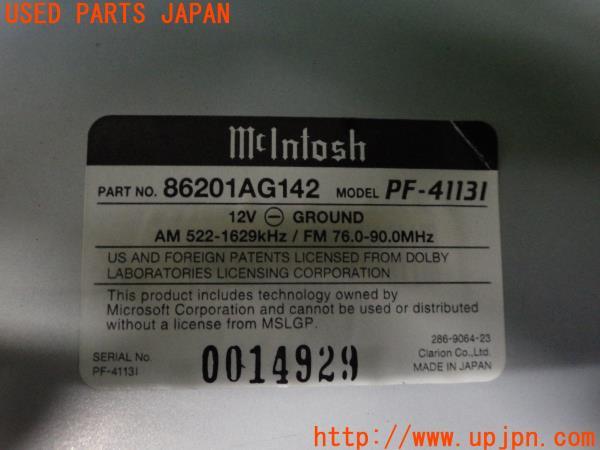 USED PARTS JAPAN
McIntosh
PART NO. 86201AG142 MODEL PF-4113I
12V ⊖ GROUND
AM 522-1629kHz / FM 76.0-90.0MHz
US AND FOREIGN PATENTS LICENSED FROM DOLBY
LABORATORIES LICENSING CORPORATION
This product includes technology owned by
Microsoft Corporation and cannot be used or distributed
without a license from MSLGP.
286-9064-23
SERIAL No. 0014929 Clarion Co., Ltd.
PF-4113I MADE IN JAPAN
http://www.upjpn.com/